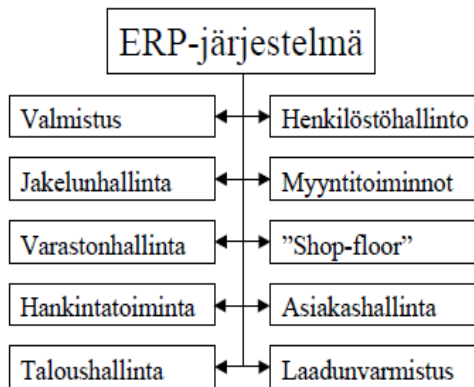 ERP-järjestelmä
Valmistus
Henkilöstöhallinto
Jakelunhallinta
Myyntitoiminnot
Varastonhallinta
”Shop-floor”
Hankintatoiminta
Asiakashallinta
Taloushallinta
Laadunvarmistus